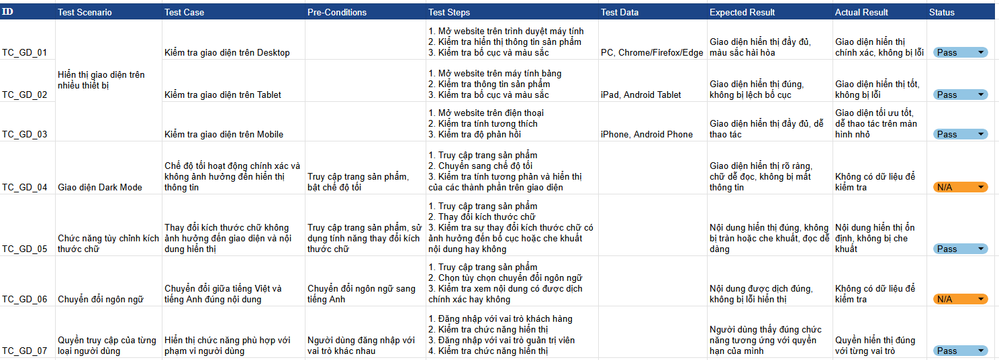 ID Test Scenario Test Case Pre-Conditions Test Steps Test Data Expected Result Actual Result Status
TC_GD_01
Hiển thị giao diện trên
nhiều thiết bị
Kiểm tra giao diện trên Desktop
1. Mở website trên trình duyệt máy tính
2. Kiểm tra hiển thị thông tin sản phẩm
3. Kiểm tra bố cục và màu sắc
PC, Chrome/Firefox/Edge
Giao diện hiển thị đầy đủ,
màu sắc hài hòa
Giao diện hiển thị
chính xác, không bị lỗi
Pass
TC_GD_02
Kiểm tra giao diện trên Tablet
1. Mở website trên máy tính bảng
2. Kiểm tra thông tin sản phẩm
3. Kiểm tra bố cục và màu sắc
iPad, Android Tablet
Giao diện hiển thị đúng,
không bị lệch bố cục
Giao diện hiển thị tốt,
không bị lỗi
Pass
TC_GD_03
Kiểm tra giao diện trên Mobile
1. Mở website trên điện thoại
2. Kiểm tra tính tương thích
3. Kiểm tra độ phản hồi
iPhone, Android Phone
Giao diện hiển thị đầy đủ, dễ
thao tác
Giao diện tối ưu tốt,
dễ thao tác trên màn
hình nhỏ
Pass
TC_GD_04
Giao diện Dark Mode
Chế độ tối hoạt động chính xác và
không ảnh hưởng đến hiển thị
thông tin
Truy cập trang sản phẩm,
bật chế độ tối
1. Truy cập trang sản phẩm
2. Chuyển sang chế độ tối
3. Kiểm tra tính tương phản và hiển thị
của các thành phần trên giao diện
Giao diện hiển thị rõ ràng,
chữ dễ đọc, không bị mất
thông tin
Không có dữ liệu để
kiểm tra
N/A
TC_GD_05
Chức năng tùy chỉnh kích
thước chữ
Thay đổi kích thước chữ không
ảnh hưởng đến giao diện và nội
dung hiển thị
Truy cập trang sản phẩm, sử
dụng tính năng thay đổi kích
thước chữ
1. Truy cập trang sản phẩm
2. Thay đổi kích thước chữ
3. Kiểm tra sự thay đổi kích thước chữ có
ảnh hưởng đến bố cục hoặc che khuất
nội dung hay không
Nội dung hiển thị đúng, không
bị tràn hoặc che khuất, đọc dễ
dàng
Nội dung hiển thị ổn
định, không bị che
khuất
Pass
TC_GD_06
Chuyển đổi ngôn ngữ
Chuyển đổi giữa tiếng Việt và
tiếng Anh đúng nội dung
Chuyển đổi ngôn ngữ sang
tiếng Anh
1. Truy cập trang sản phẩm
2. Chọn tùy chọn chuyển đổi ngôn ngữ
3. Kiểm tra xem nội dung có được dịch
chính xác hay không
Nội dung được dịch đúng,
không bị lỗi hiển thị
Không có dữ liệu để
kiểm tra
N/A
TC_GD_07
Quyền truy cập của từng
loại người dùng
Hiển thị chức năng phù hợp với
phạm vi người dùng
Người dùng đăng nhập với
vai trò khác nhau
1. Đăng nhập với vai trò khách hàng
2. Kiểm tra chức năng hiển thị
3. Đăng nhập với vai trò quản trị viên
4. Kiểm tra chức năng hiển thị
Người dùng thấy đúng chức
năng tương ứng với quyền
hạn của mình
Quyền hiển thị đúng
với từng vai trò
Pass